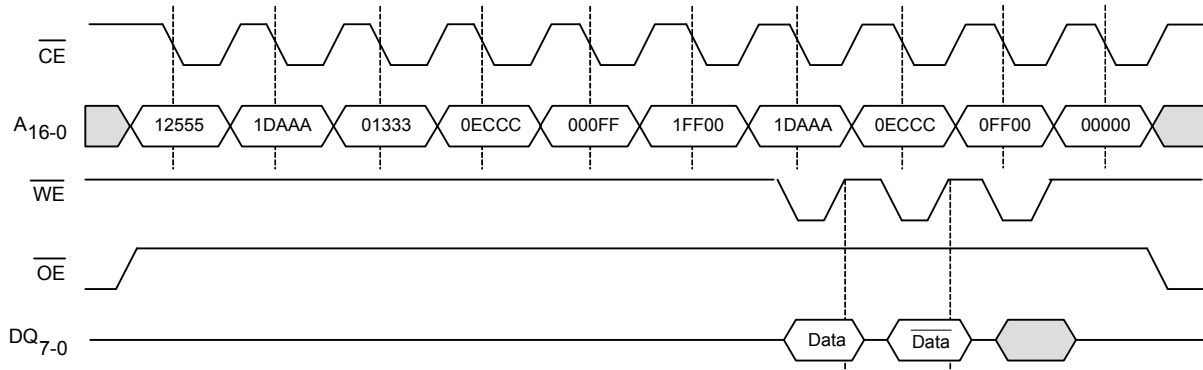 CE
A16-0 12555 1DAAA 01333 0ECCC 000FF 1FF00 1DAAA 0ECCC 0FF00 00000
WE
OE
DQ7-0 Data Data